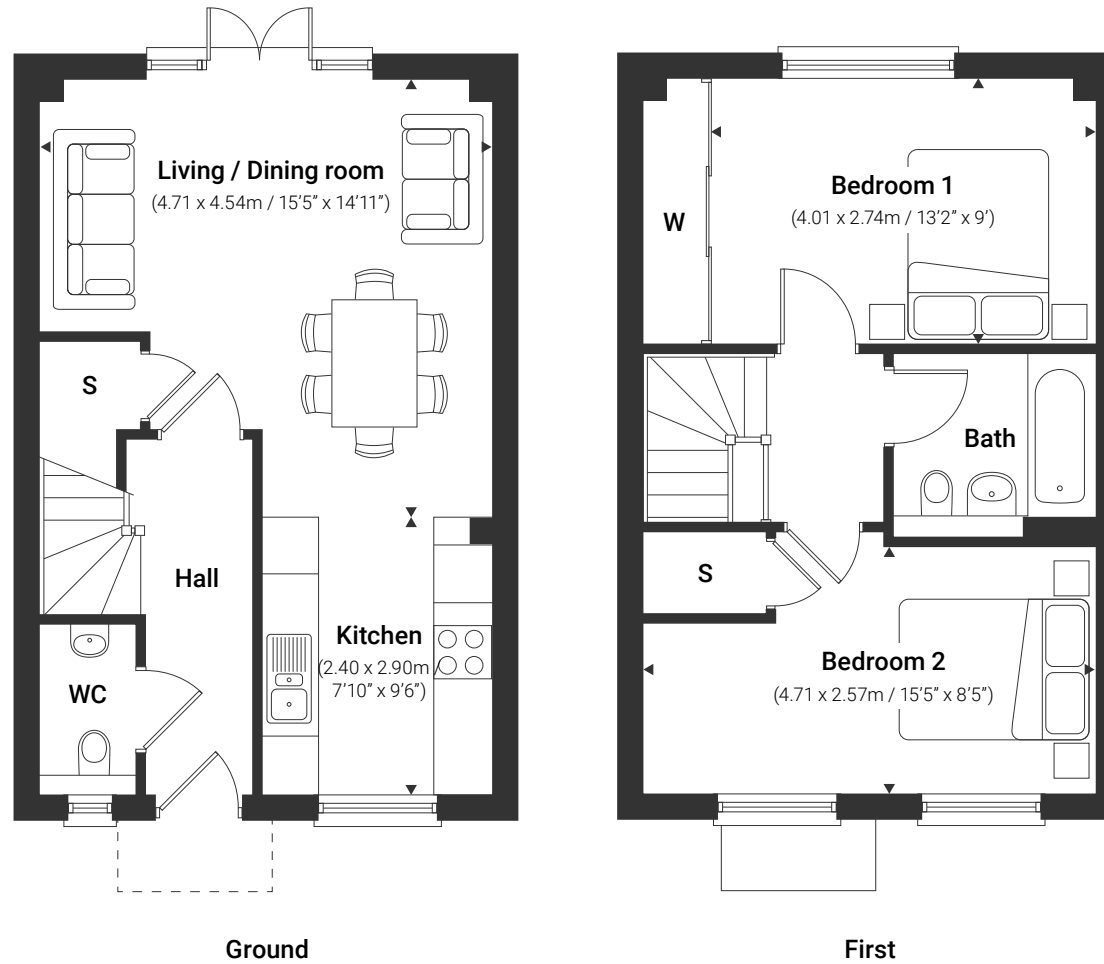 Living / Dining room
(4.71 x 4.54m / 15’5” x 14’11”)
S
Hall
Kitchen
(2.40 x 2.90m /
7’10” x 9’6”)
WC
Ground
Bedroom 1
(4.01 x 2.74m / 13’2” x 9’)
W
Bath
S
Bedroom 2
(4.71 x 2.57m / 15’5” x 8’5”)
First